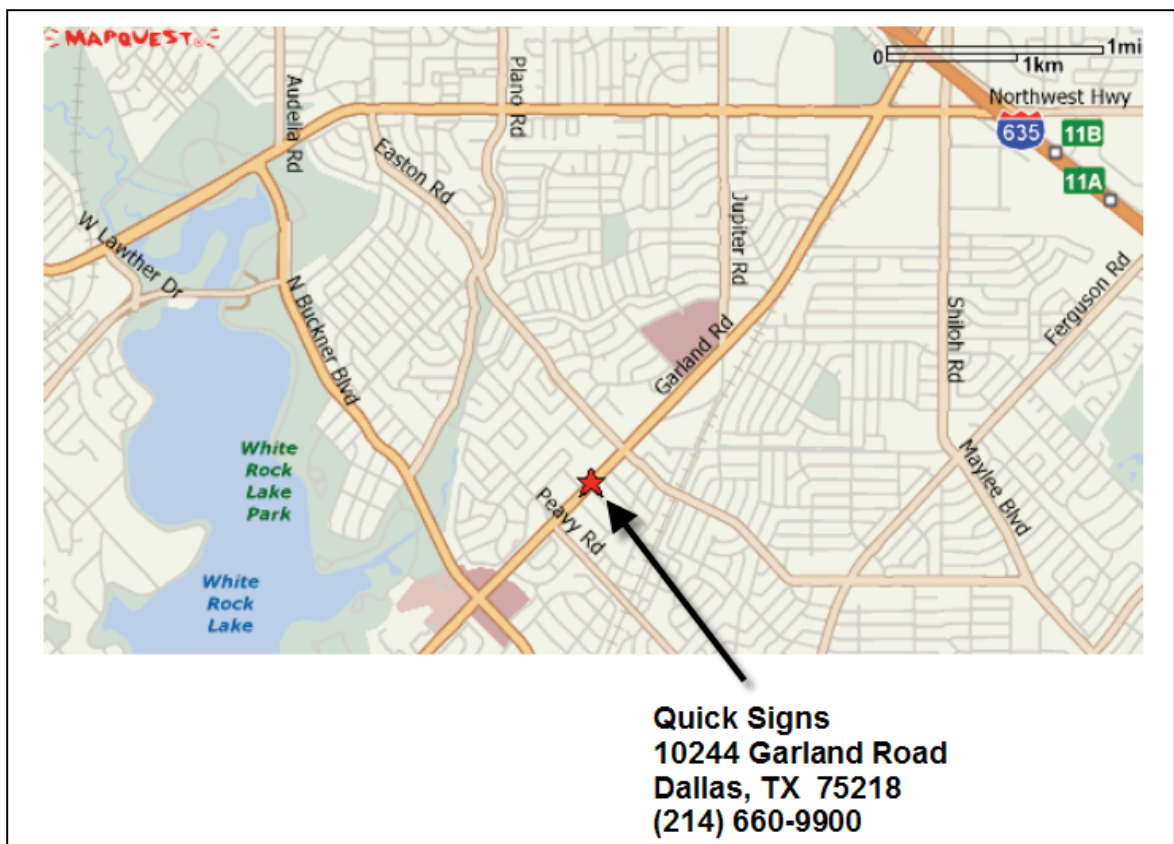 MAPQUEST
0
1mi
1km
Northwest Hwy
635
11B
11A
Audelia Rd
Plano Rd
Easton Rd
Jupiter Rd
W Lawther Dr
N Buckner Blvd
Garland Rd
Shiloh Rd
Ferguson Rd
Maylee Blvd
Peavy Rd
White
Rock
Lake
Park
White
Rock
Lake
Quick Signs
10244 Garland Road
Dallas, TX  75218
(214) 660-9900